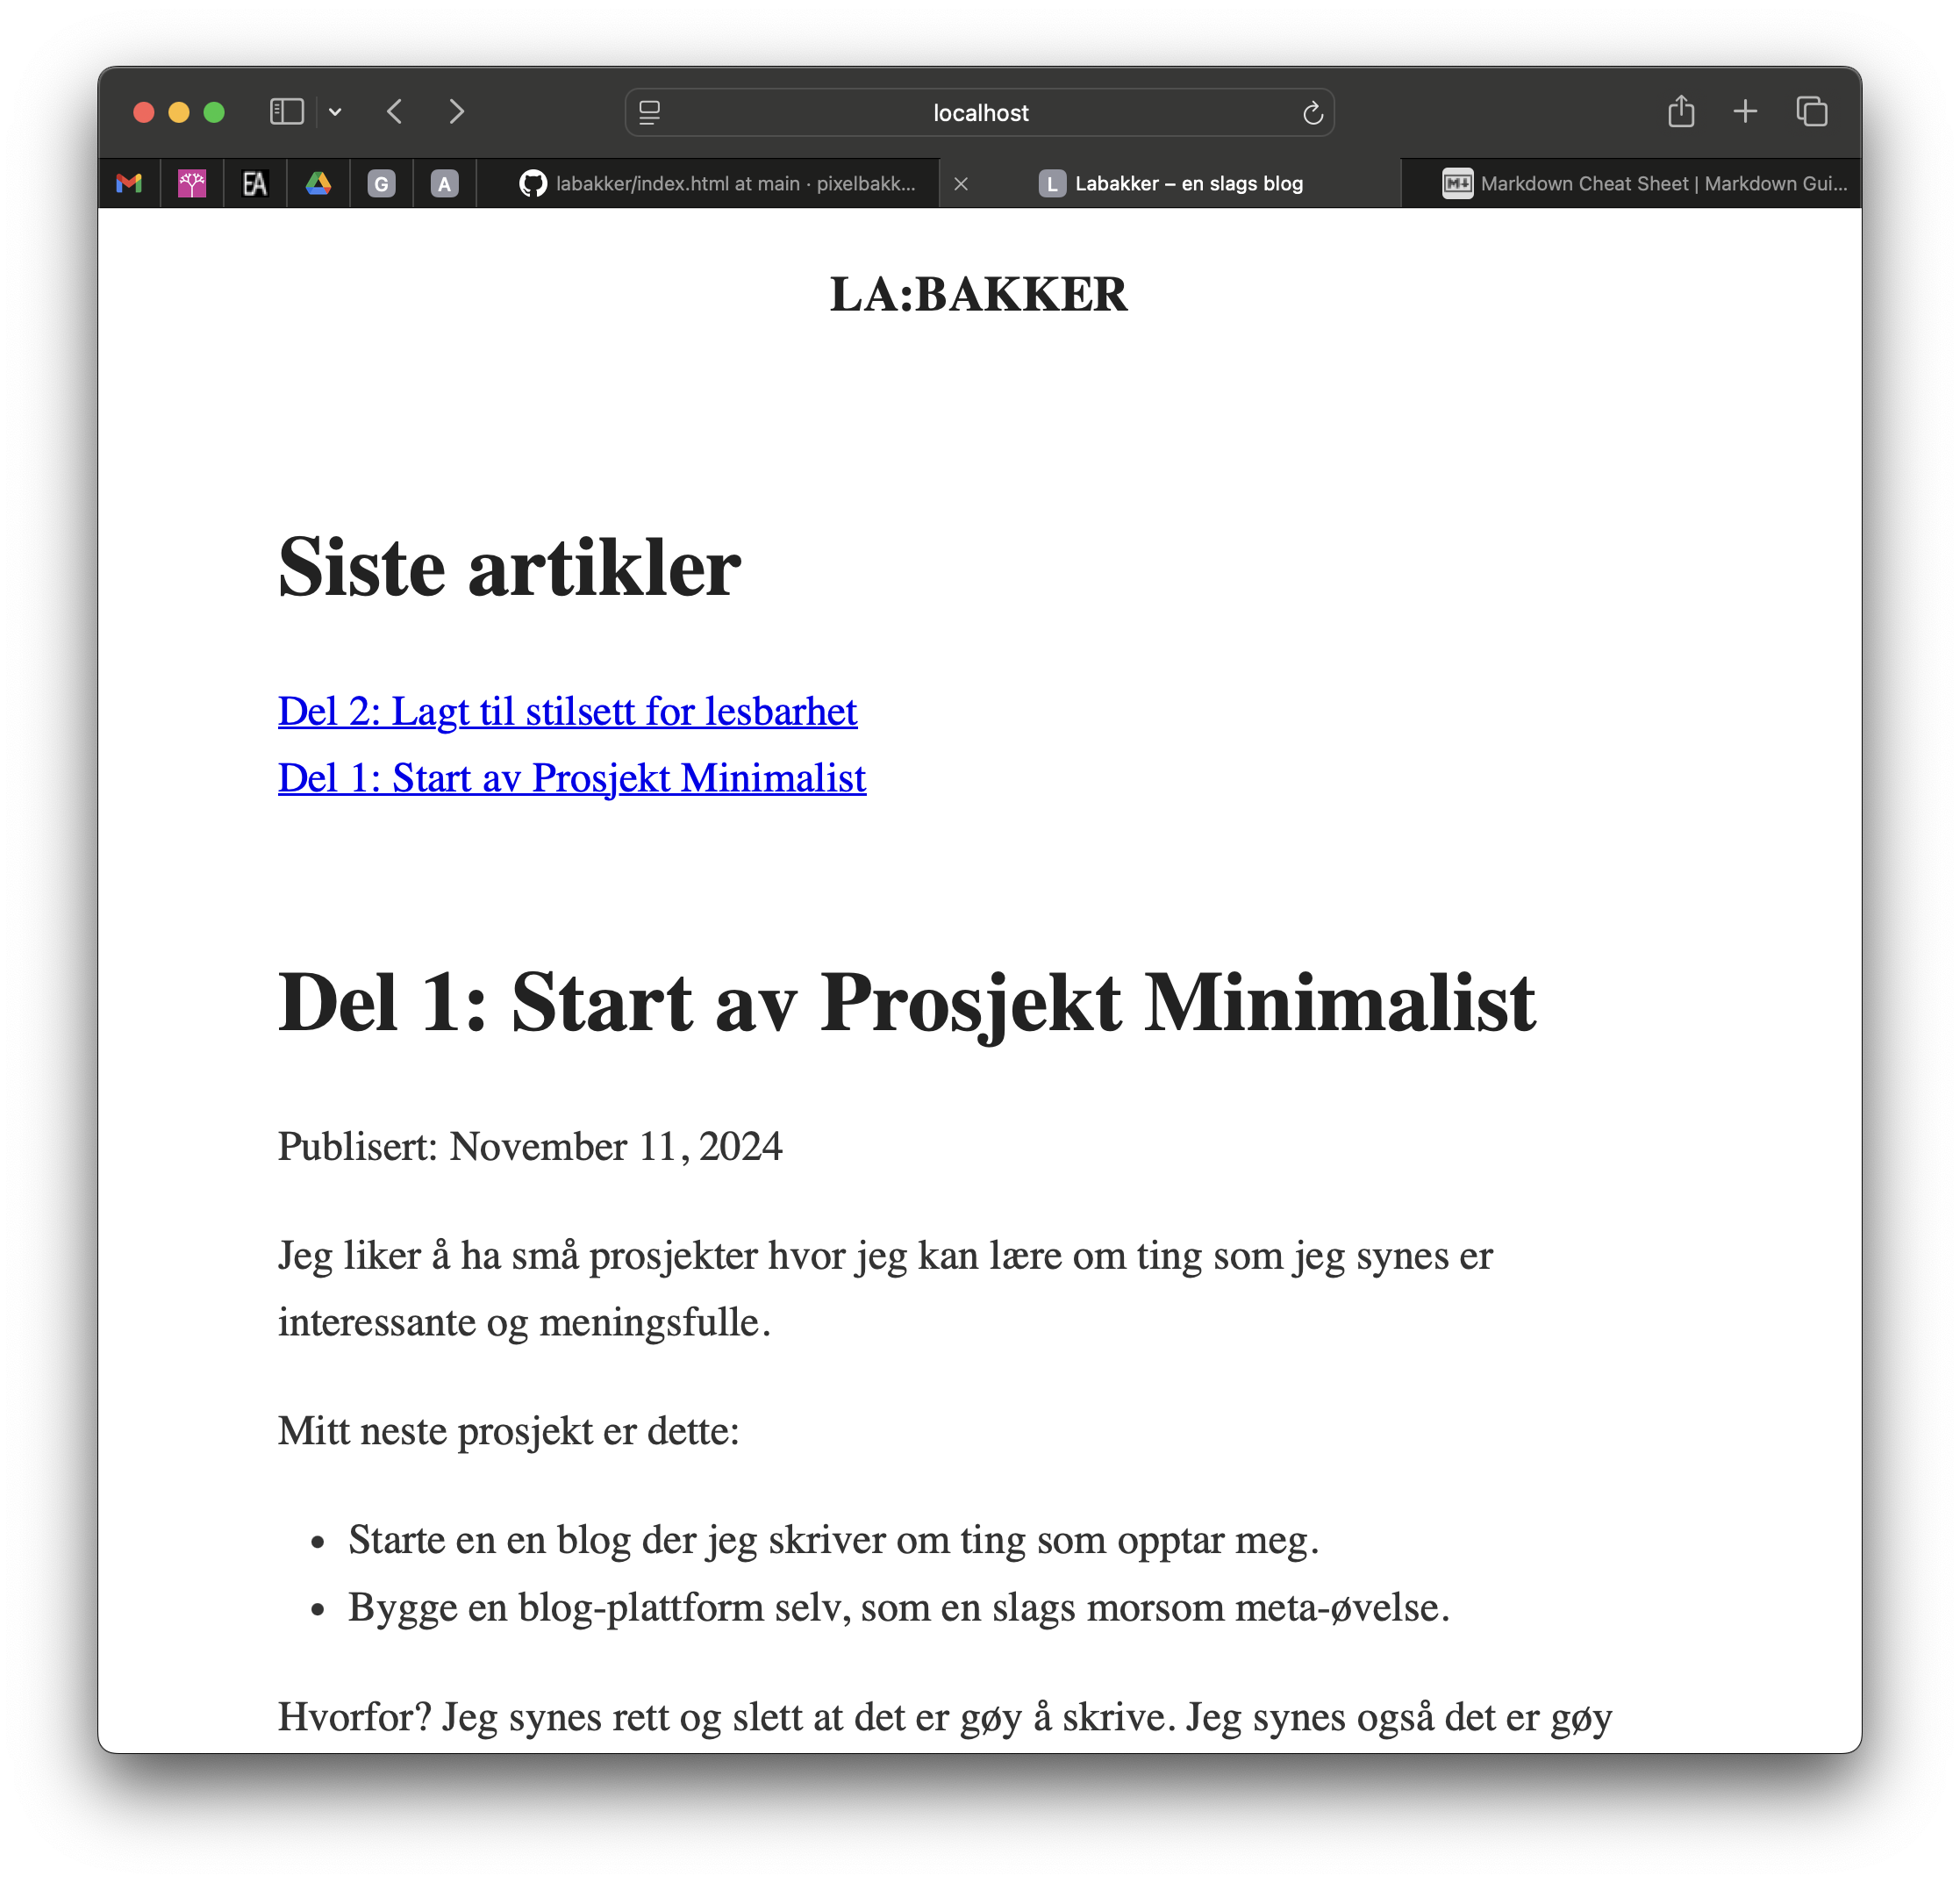 localhost
EA
G
A
labakker/index.html at main · pixelbakk...
L
Labakker – en slags blog
M
Markdown Cheat Sheet | Markdown Gui...
LA:BAKKER
Siste artikler
Del 2: Lagt til stilsett for lesbarhet
Del 1: Start av Prosjekt Minimalist
Del 1: Start av Prosjekt Minimalist
Publisert: November 11, 2024
Jeg liker å ha små prosjekter hvor jeg kan lære om ting som jeg synes er
interessante og meningsfulle.
Mitt neste prosjekt er dette:
• Starte en en blog der jeg skriver om ting som opptar meg.
• Bygge en blog-plattform selv, som en slags morsom meta-øvelse.
Hvorfor? Jeg synes rett og slett at det er gøy å skrive. Jeg synes også det er gøy